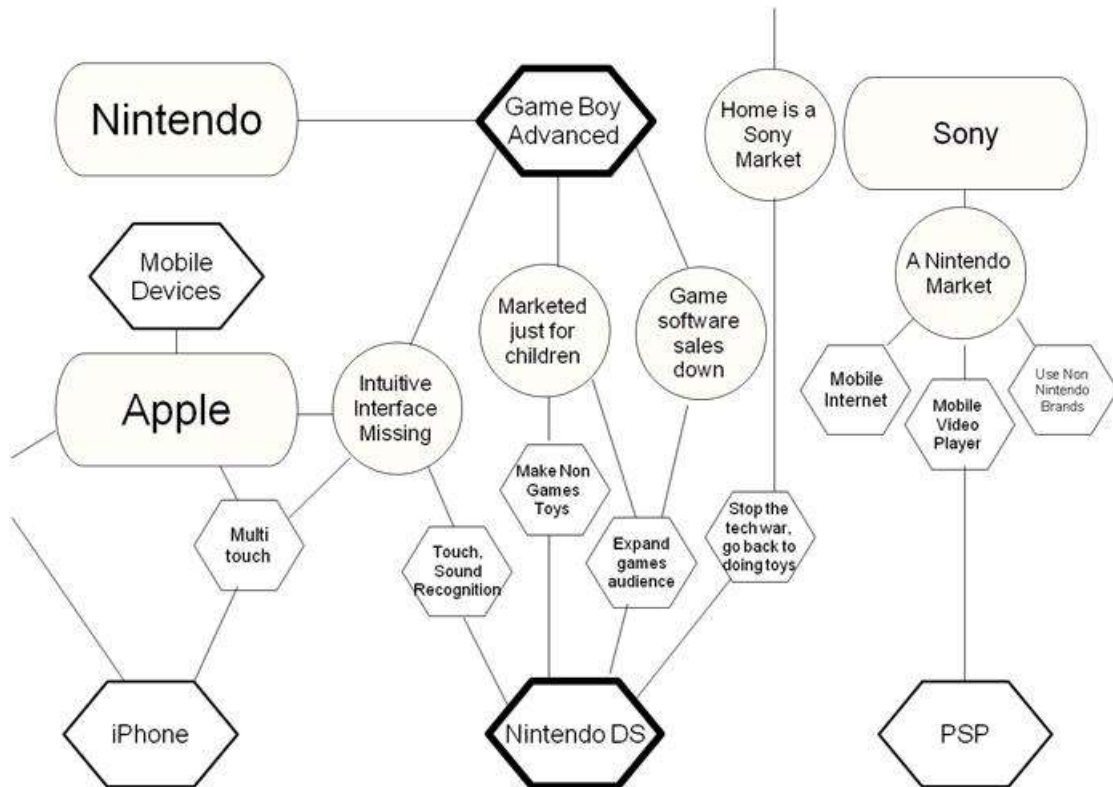 Nintendo
Game Boy
Advanced
Home is a
Sony
Market
Sony
Mobile
Devices
A Nintendo
Market
Marketed
just for
children
Game
software
sales
down
Apple
Intuitive
Interface
Missing
Mobile
Internet
Mobile
Video
Player
Use Non
Nintendo
Brands
Make Non
Games
Toys
Multi
touch
Touch,
Sound
Recognition
Expand
games
audience
Stop the
tech war,
go back to
doing toys
iPhone
Nintendo DS
PSP